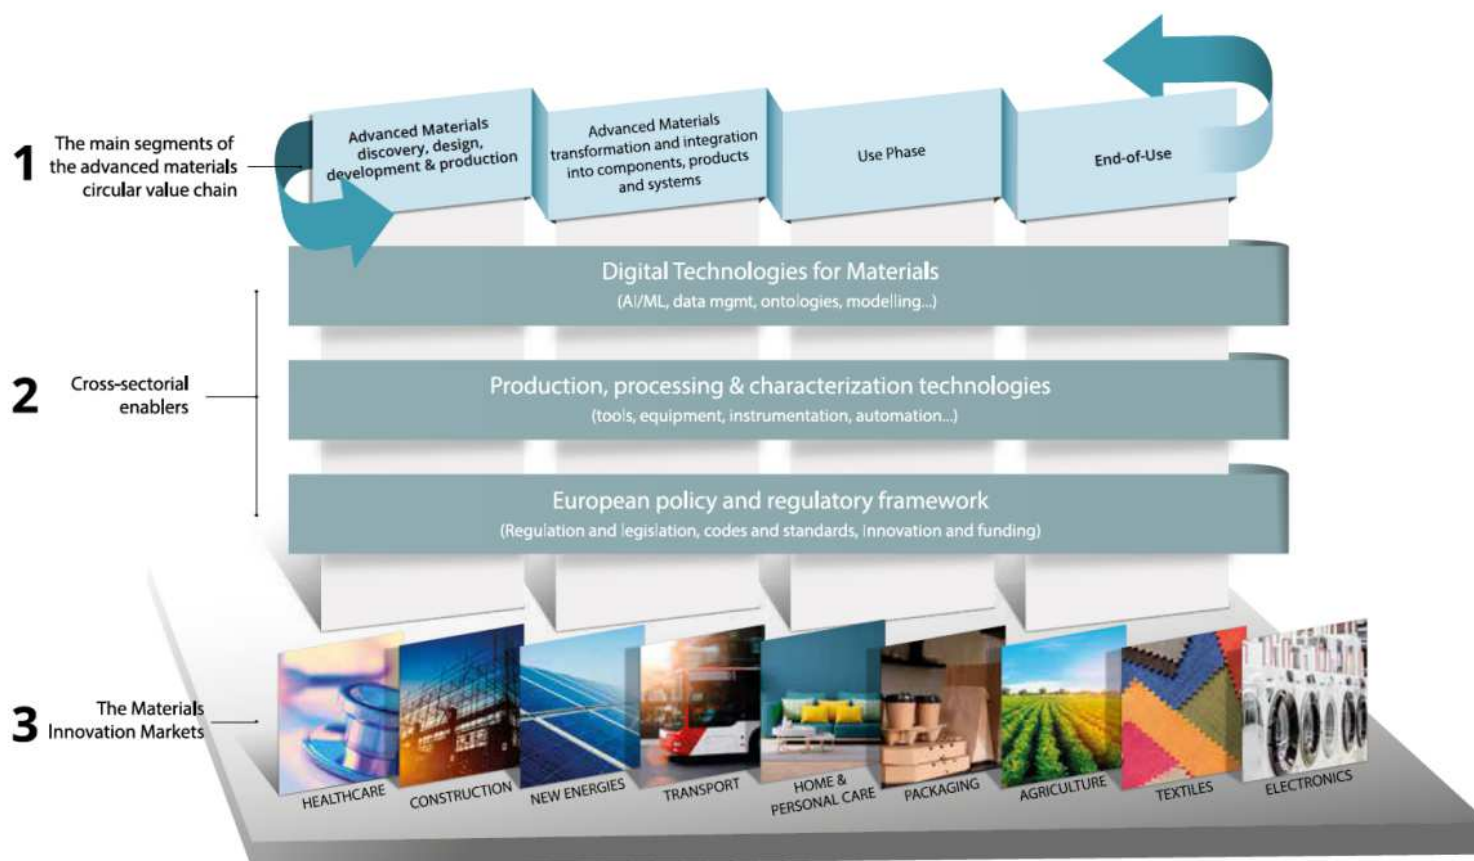 1
The main segments of
the advanced materials
circular value chain
Advanced Materials
discovery, design,
development & production
Advanced Materials
transformation and integration
into components, products
and systems
Use Phase
End-of-Use
2
Cross-sectorial
enablers
Digital Technologies for Materials
(AI/ML, data mgmt, ontologies, modelling...)
Production, processing & characterization technologies
(tools, equipment, instrumentation, automation...)
European policy and regulatory framework
(Regulation and legislation, codes and standards, Innovation and funding)
3
The Materials
Innovation Markets
HEALTHCARE
CONSTRUCTION
NEW ENERGIES
TRANSPORT
HOME &
PERSONAL CARE
PACKAGING
AGRICULTURE
TEXTILES
ELECTRONICS